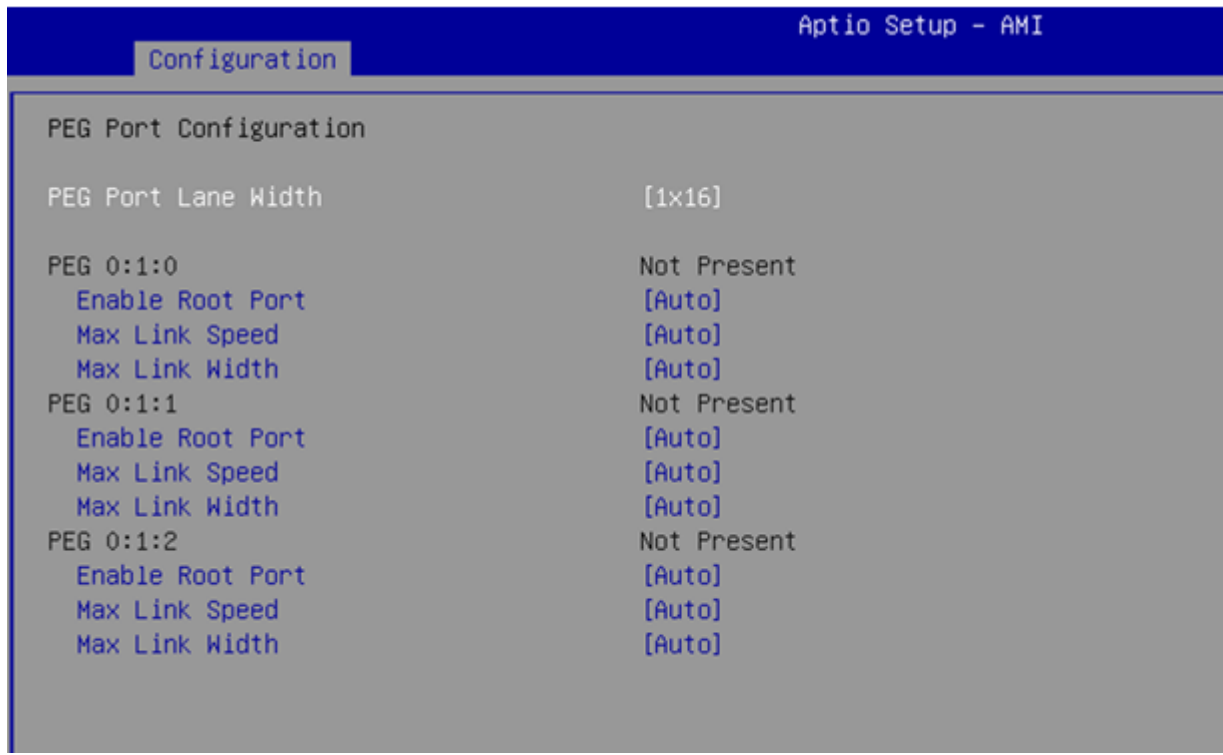 Aptio Setup – AMI
Configuration
PEG Port Configuration
PEG Port Lane Width [1x16]
PEG 0:1:0 Not Present
Enable Root Port [Auto]
Max Link Speed [Auto]
Max Link Width [Auto]
PEG 0:1:1 Not Present
Enable Root Port [Auto]
Max Link Speed [Auto]
Max Link Width [Auto]
PEG 0:1:2 Not Present
Enable Root Port [Auto]
Max Link Speed [Auto]
Max Link Width [Auto]